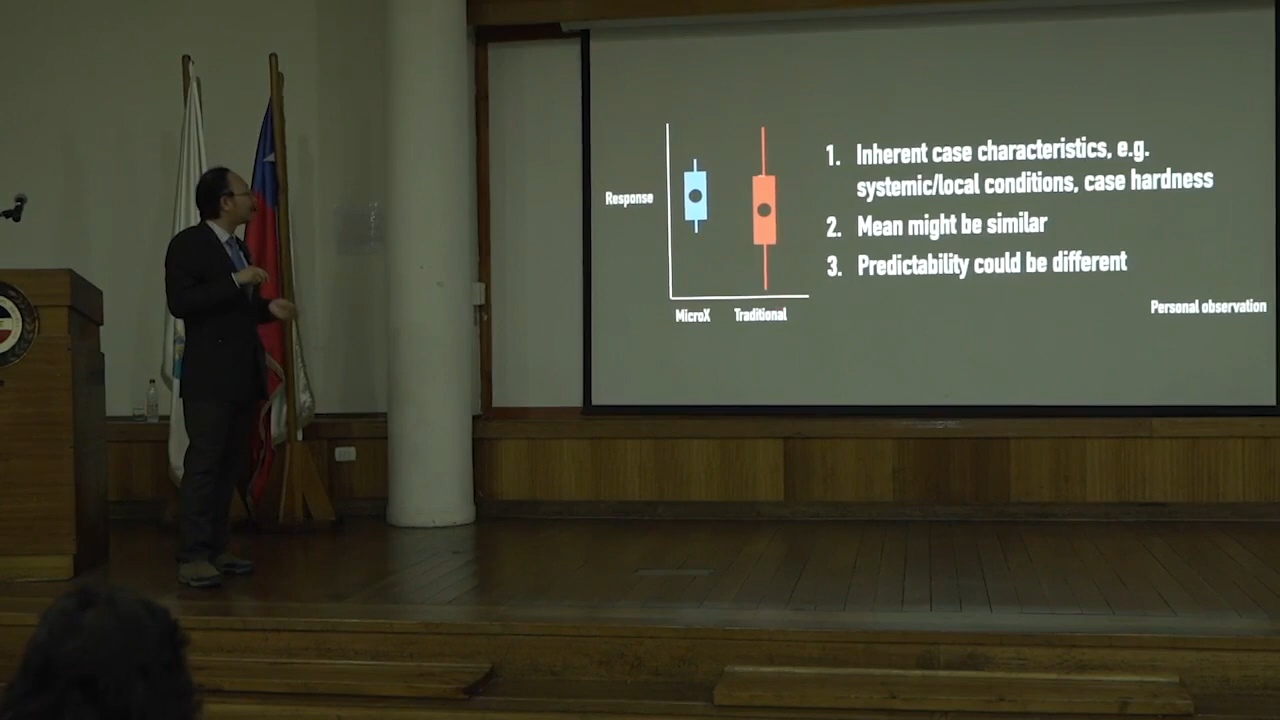 Response
MicroX Traditional
1. Inherent case characteristics, e.g.
systemic/local conditions, case hardness
2. Mean might be similar
3. Predictability could be different
Personal observation